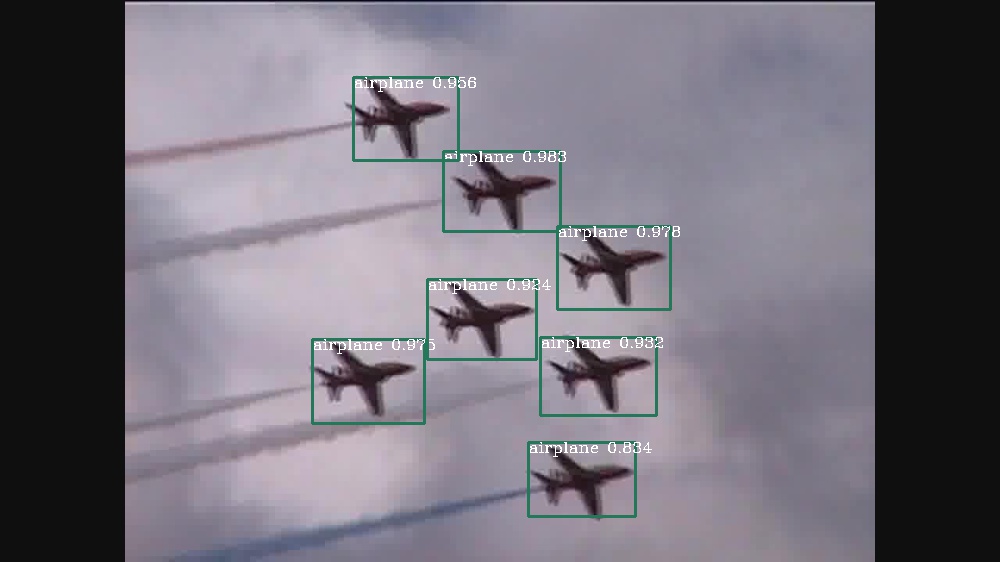 airplane 0.956
airplane 0.983
airplane 0.978
airplane 0.924
airplane 0.932
airplane 0.975
airplane 0.834